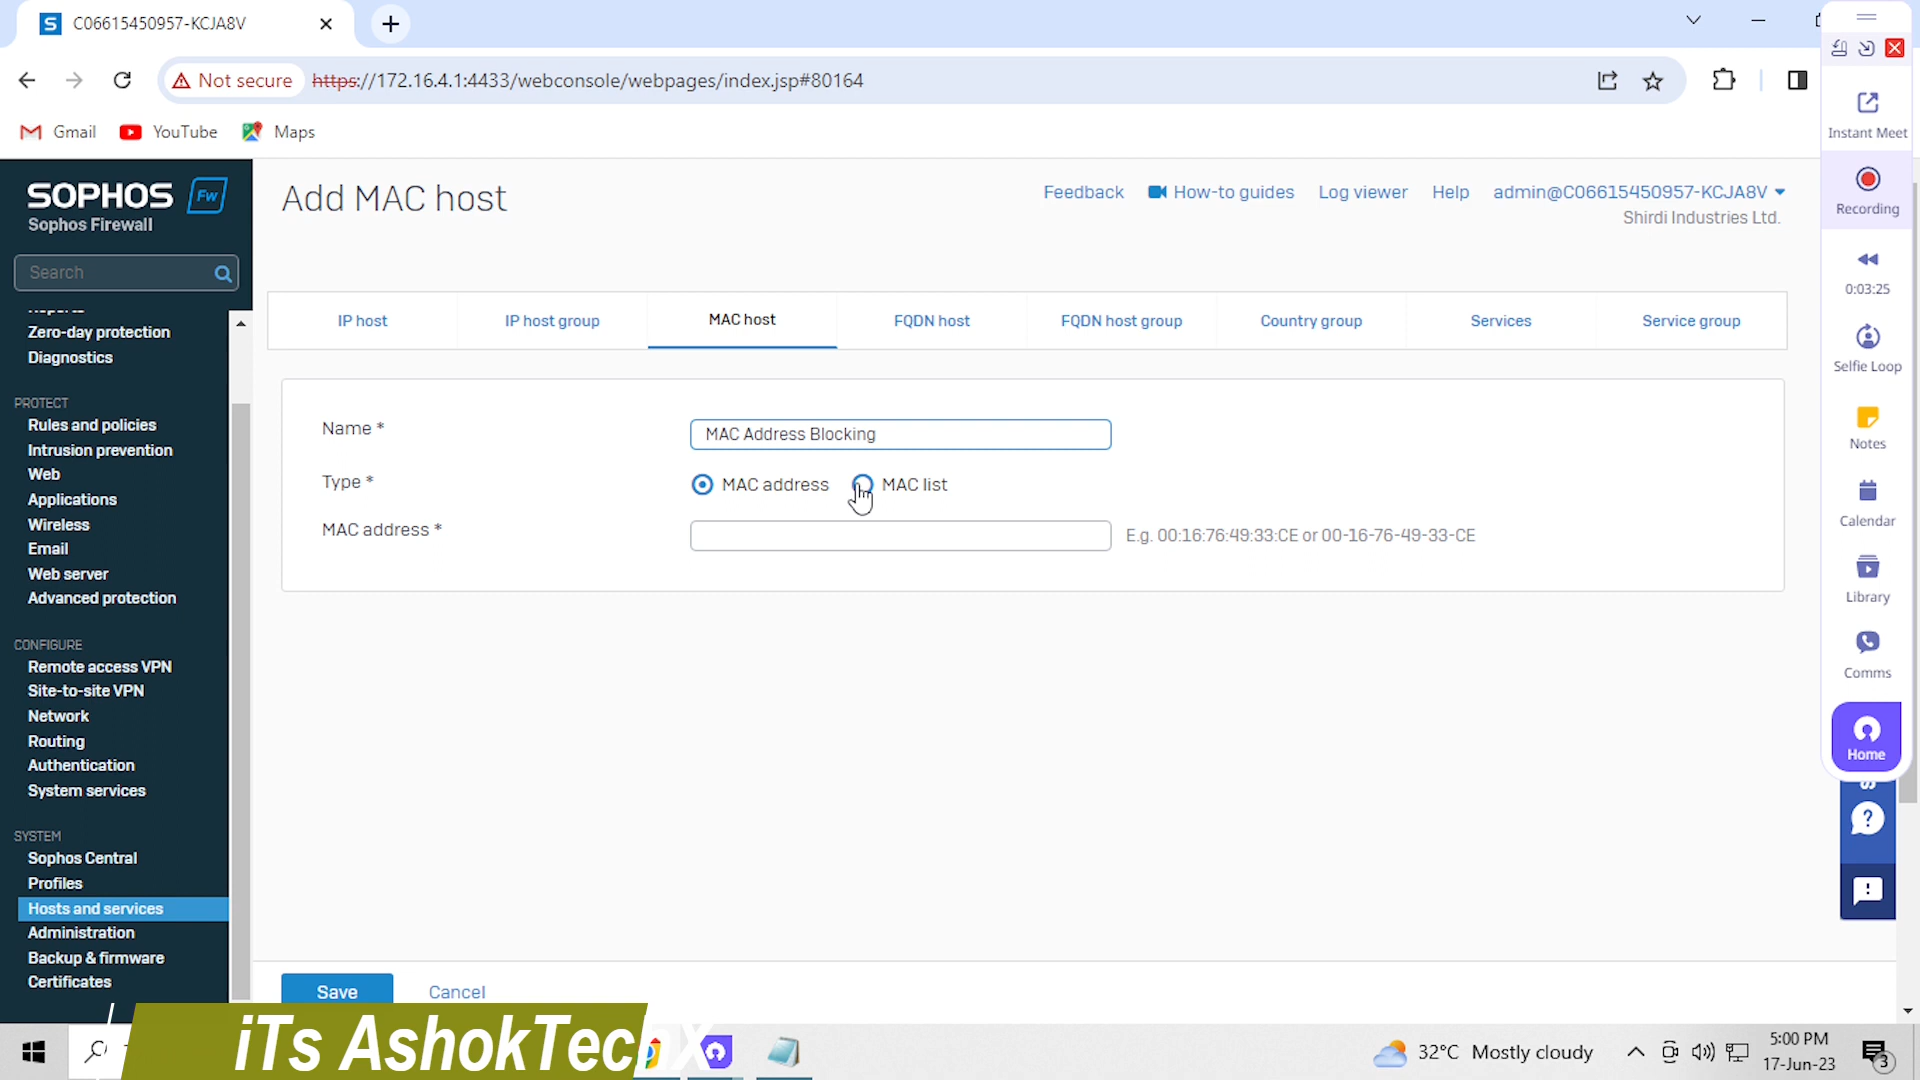 C06615450957-KCJA8V
Not secure
https://172.16.4.1:4433/webconsole/webpages/index.jsp#80164
Gmail
YouTube
Maps
SOPHOS Fw
Sophos Firewall
Search
Reports
Zero-day protection
Diagnostics
PROTECT
Rules and policies
Intrusion prevention
Web
Applications
Wireless
Email
Web server
Advanced protection
CONFIGURE
Remote access VPN
Site-to-site VPN
Network
Routing
Authentication
System services
SYSTEM
Sophos Central
Profiles
Hosts and services
Administration
Backup & firmware
Certificates
Add MAC host
Feedback
How-to guides
Log viewer
Help
admin@C06615450957-KCJA8V
Shirdi Industries Ltd.
IP host
IP host group
MAC host
FQDN host
FQDN host group
Country group
Services
Service group
Name *
MAC Address Blocking
Type *
MAC address
MAC list
MAC address *
E.g. 00:16:76:49:33:CE or 00-16-76-49-33-CE
Save
Cancel
Instant Meet
Recording
0:03:25
Selfie Loop
Notes
Calendar
Library
Comms
Home
iTs AshokTechX
32°C Mostly cloudy
5:00 PM
17-Jun-23
3